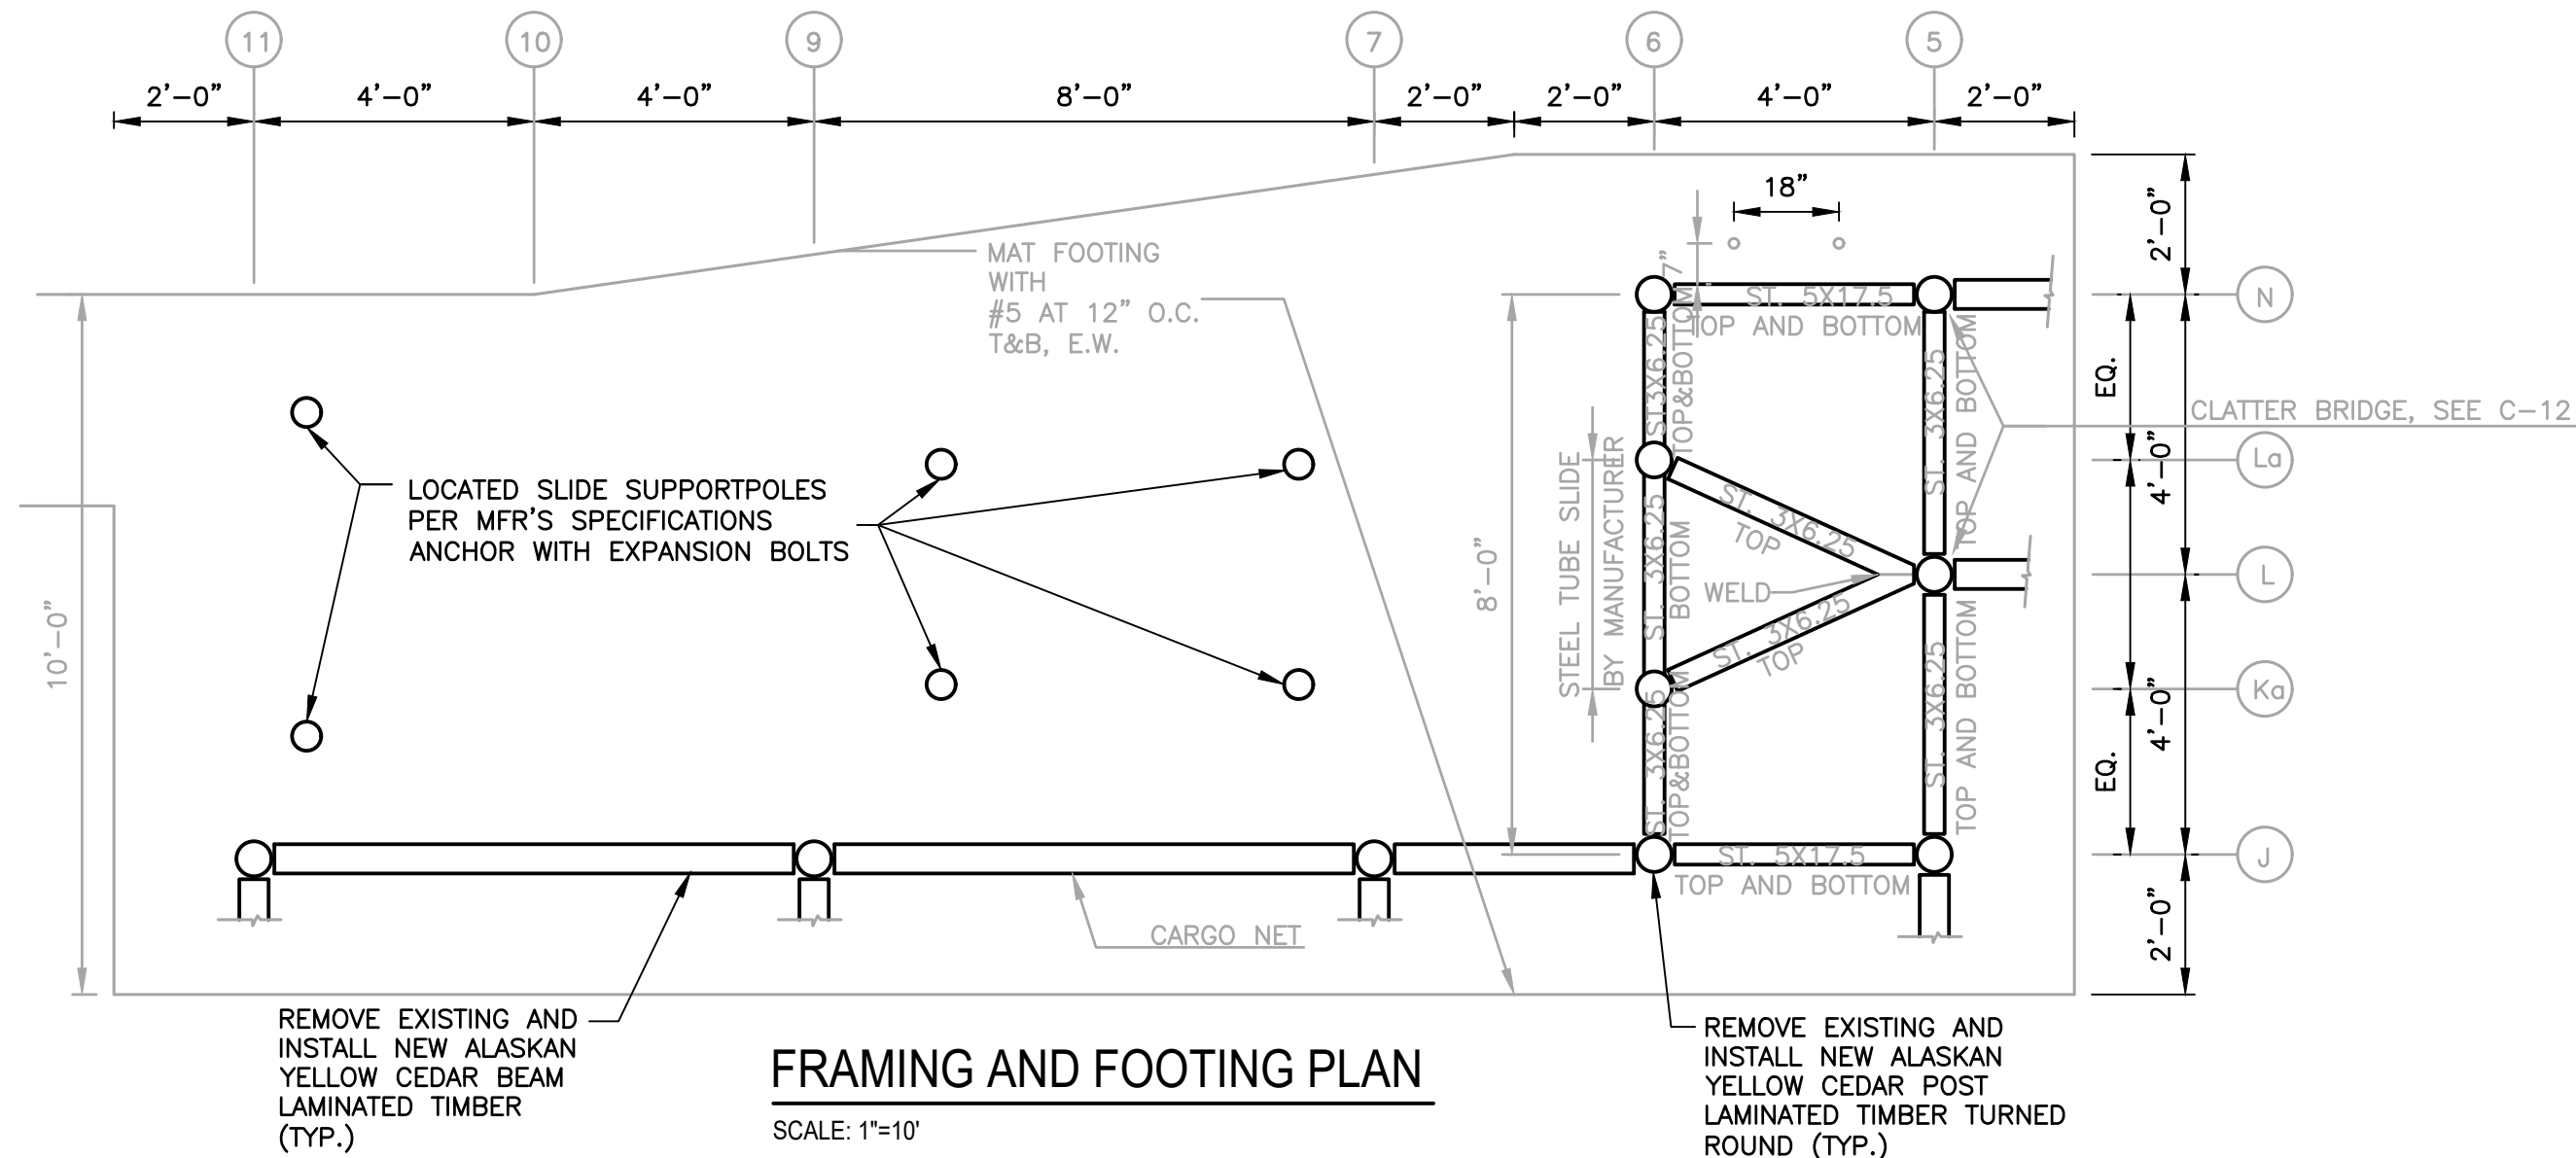 11
10
9
7
6
5
2'-0"
4'-0"
4'-0"
8'-0"
2'-0"
2'-0"
4'-0"
2'-0"
18"
7"
2'-0"
MAT FOOTING
WITH
#5 AT 12" O.C.
T&B, E.W.
N
ST. 5X17.5
TOP AND BOTTOM
ST3X6.25
TOP&BOTTOM
ST. 3X6.25
TOP AND BOTTOM
EQ.
4'-0"
CLATTER BRIDGE, SEE C-12
La
LOCATED SLIDE SUPPORTPOLES
PER MFR'S SPECIFICATIONS
ANCHOR WITH EXPANSION BOLTS
8'-0"
STEEL TUBE SLIDE
BY MANUFACTURER
ST. 3X6.25
BOTTOM
ST. 3X6.25
TOP
WELD
ST. 3X6.25
TOP
L
10'-0"
Ka
ST. 3X6.25
TOP&BOTTOM
ST. 3X6.25
TOP AND BOTTOM
EQ.
4'-0"
J
ST. 5X17.5
TOP AND BOTTOM
2'-0"
CARGO NET
REMOVE EXISTING AND
INSTALL NEW ALASKAN
YELLOW CEDAR BEAM
LAMINATED TIMBER
(TYP.)
FRAMING AND FOOTING PLAN
SCALE: 1"=10'
REMOVE EXISTING AND
INSTALL NEW ALASKAN
YELLOW CEDAR POST
LAMINATED TIMBER TURNED
ROUND (TYP.)